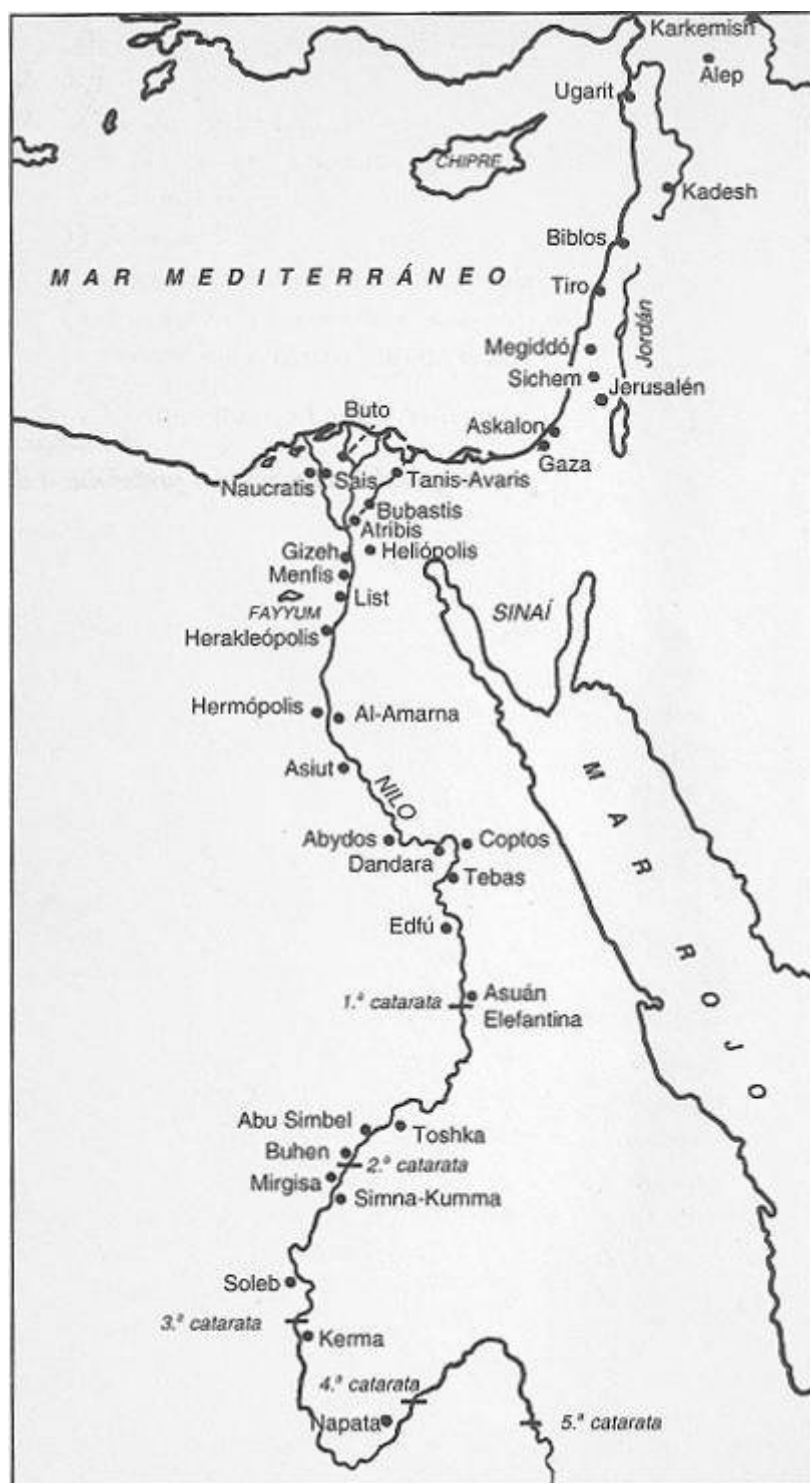 Karkemish
Alep
Ugarit
CHIPRE
Kadesh
Biblos
MAR MEDITERRÁNEO
Tiro
Jordán
Megiddó
Sichem
Jerusalén
Buto
Askalon
Gaza
Naucratis
Sais
Tanis-Avaris
Bubastis
Atribis
Gizeh
Heliópolis
Menfis
List
FAYYUM
SINAÍ
Herakleópolis
Hermópolis
Al-Amarna
Asiut
NILO
MAR ROJO
Abydos
Coptos
Dandara
Tebas
Edfú
1.ª catarata
Asuán
Elefantina
Abu Simbel
Toshka
Buhen
2.ª catarata
Mirgisa
Simna-Kumma
Soleb
3.ª catarata
Kerma
4.ª catarata
Napata
5.ª catarata